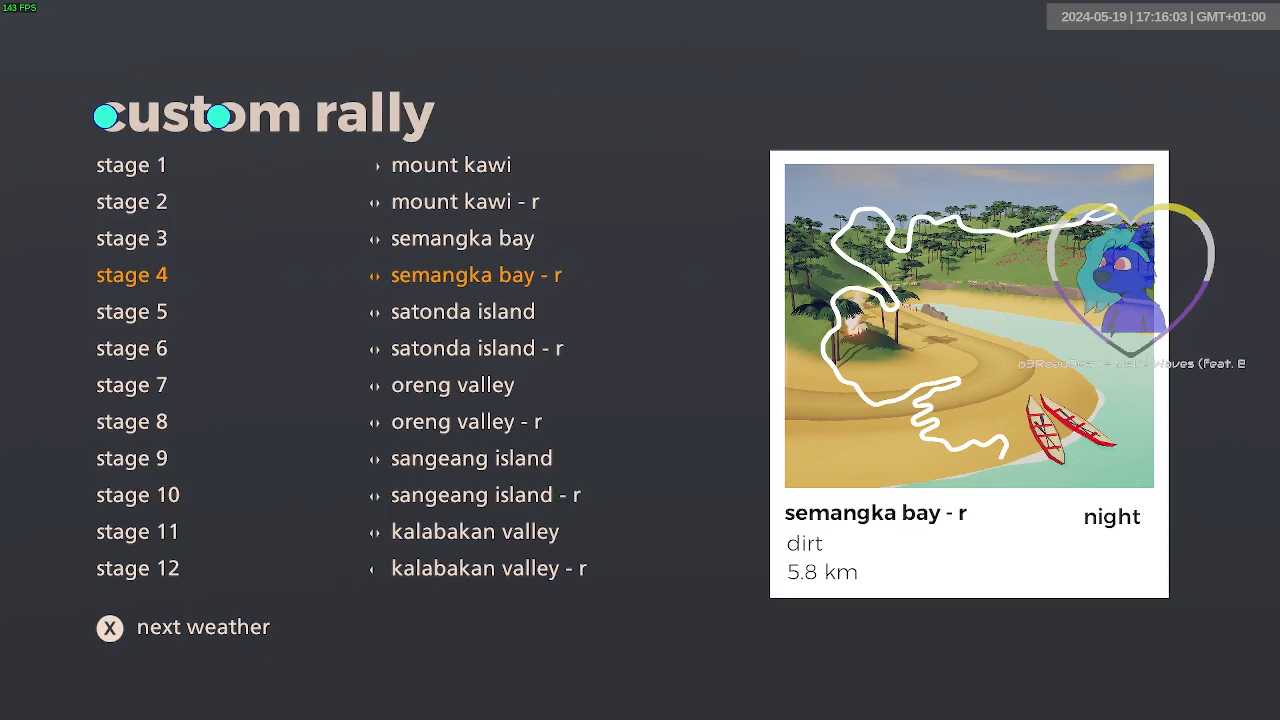 143 FPS
2024-05-19 | 17:16:03 | GMT+01:00
custom rally
stage 1 mount kawi
stage 2 mount kawi - r
stage 3 semangka bay
stage 4 semangka bay - r
stage 5 satonda island
stage 6 satonda island - r
stage 7 oreng valley
stage 8 oreng valley - r
stage 9 sangeang island
stage 10 sangeang island - r
stage 11 kalabakan valley
stage 12 kalabakan valley - r
X next weather
(feat. E
semangka bay - r night
dirt
5.8 km